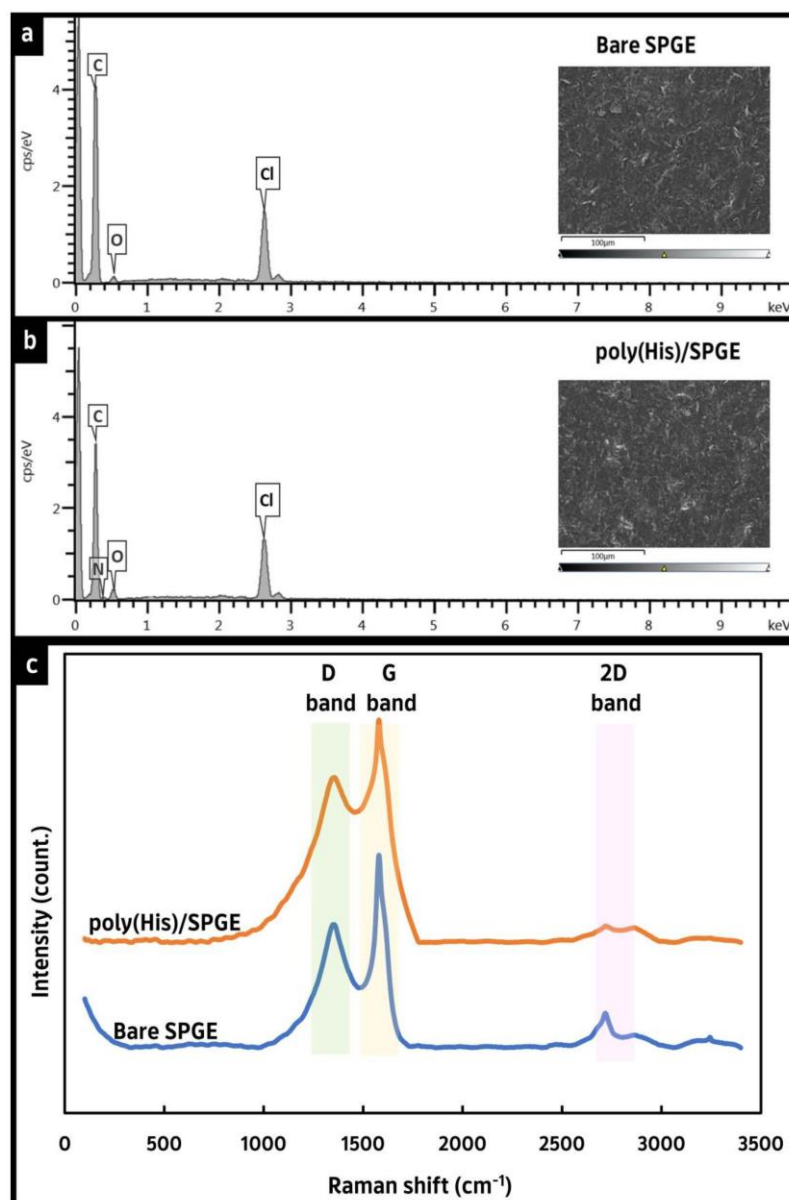 a
Bare SPGE
C
O
Cl
cps/eV
4
2
0
100µm
0 1 2 3 4 5 6 7 8 9 keV
b
poly(His)/SPGE
C
N
O
Cl
cps/eV
4
2
0
100µm
0 1 2 3 4 5 6 7 8 9 keV
c
D band
G band
2D band
poly(His)/SPGE
Bare SPGE
Intensity (count.)
0 500 1000 1500 2000 2500 3000 3500
Raman shift (cm⁻¹)